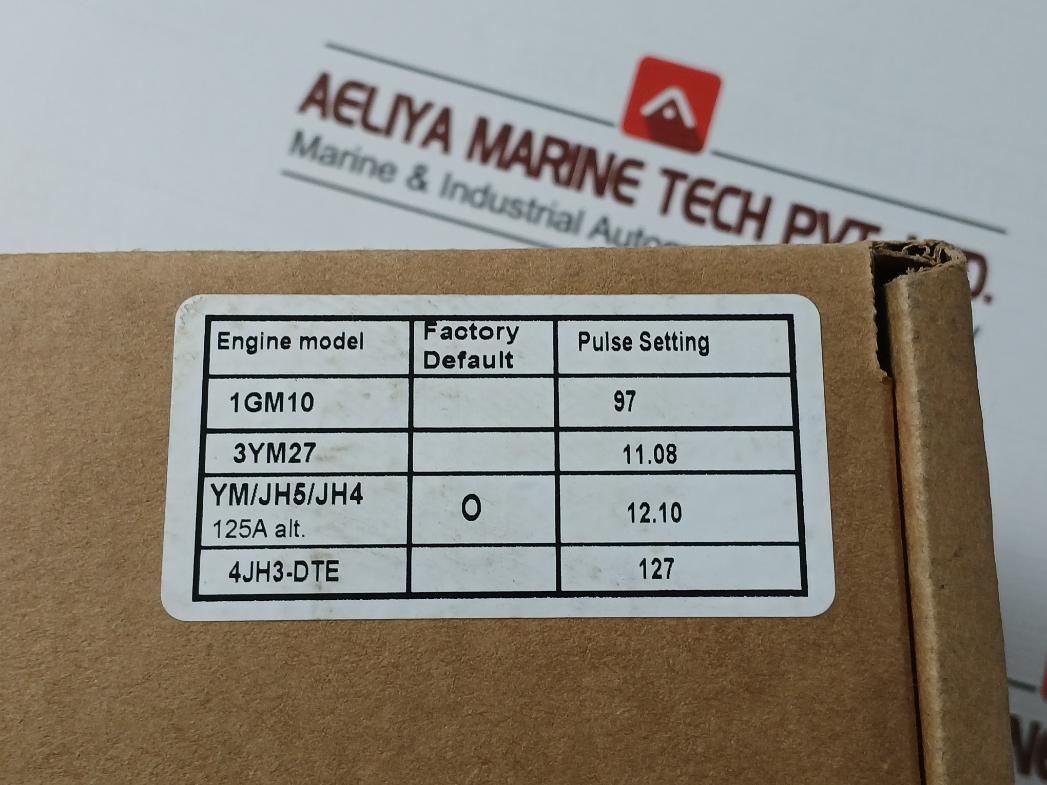 AELIYA MARINE TECH PVT. LTD.
Marine & Industrial
Engine model Factory Default Pulse Setting
1GM10 97
3YM27 11.08
YM/JH5/JH4 125A alt. O 12.10
4JH3-DTE 127